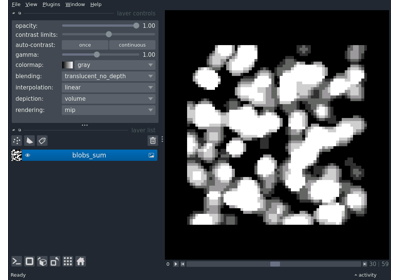 File View Plugins Window Help
layer controls
opacity: 1.00
contrast limits:
auto-contrast: once continuous
gamma: 1.00
colormap: gray
blending: translucent_no_depth
interpolation: linear
depiction: volume
rendering: mip
layer list
blobs_sum
30 59
Ready activity